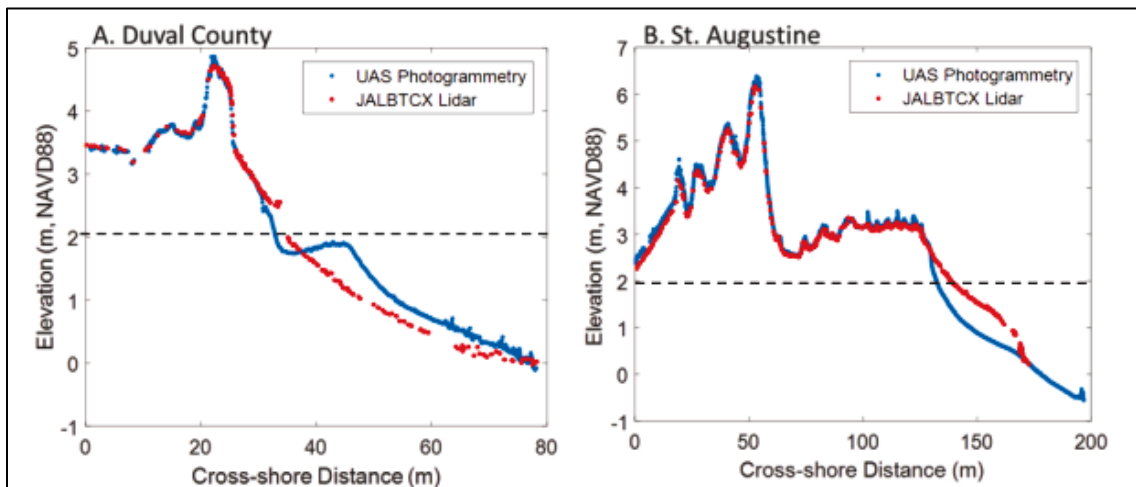 A. Duval County
UAS Photogrammetry
JALBTCX Lidar
Elevation (m, NAVD88)
5
4
3
2
1
0
-1
0 20 40 60 80
Cross-shore Distance (m)
B. St. Augustine
UAS Photogrammetry
JALBTCX Lidar
Elevation (m, NAVD88)
7
6
5
4
3
2
1
0
-1
0 50 100 150 200
Cross-shore Distance (m)